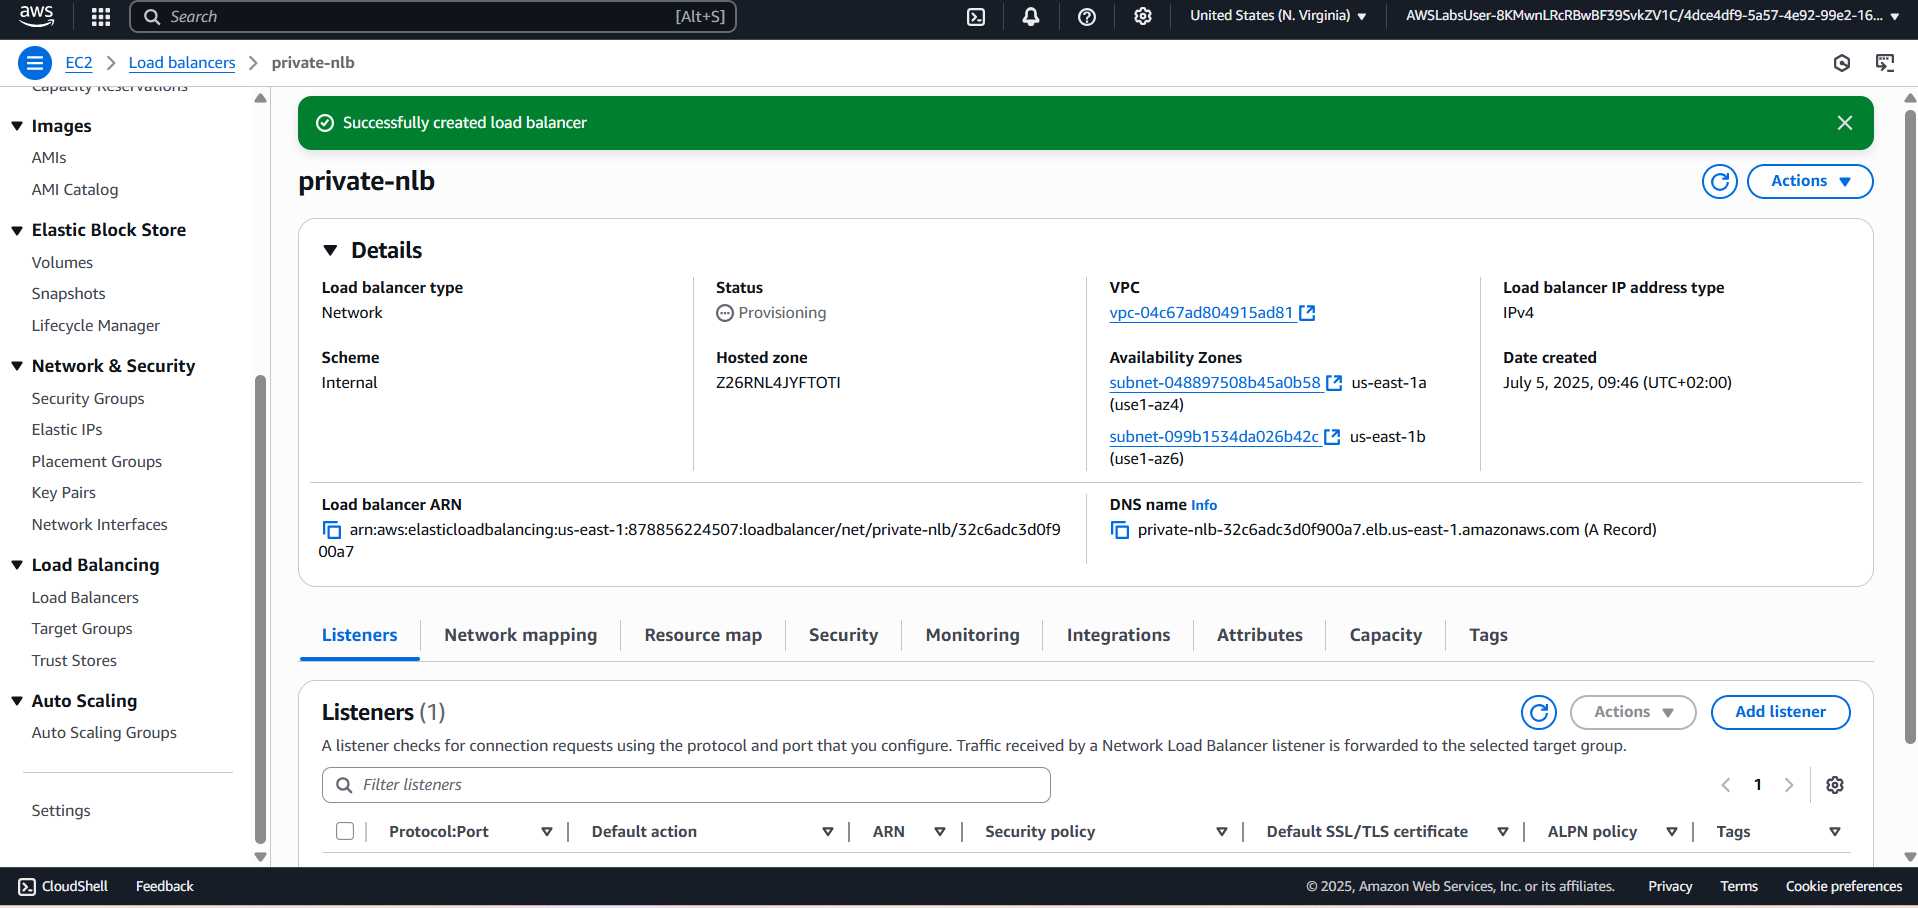 aws
Search [Alt+S]
United States (N. Virginia) ▼
AWSLabsUser-8KMwnLRcRBwBF39SvkZV1C/4dce4df9-5a57-4e92-99e2-16... ▼
EC2 > Load balancers > private-nlb
Capacity Reservations
Images
AMIs
AMI Catalog
Elastic Block Store
Volumes
Snapshots
Lifecycle Manager
Network & Security
Security Groups
Elastic IPs
Placement Groups
Key Pairs
Network Interfaces
Load Balancing
Load Balancers
Target Groups
Trust Stores
Auto Scaling
Auto Scaling Groups
Settings
Successfully created load balancer
private-nlb
Actions
Details
Load balancer type
Network
Scheme
Internal
Status
Provisioning
Hosted zone
Z26RNL4JYFTOTI
VPC
vpc-04c67ad804915ad81
Availability Zones
subnet-048897508b45a0b58 us-east-1a
(use1-az4)
subnet-099b1534da026b42c us-east-1b
(use1-az6)
Load balancer IP address type
IPv4
Date created
July 5, 2025, 09:46 (UTC+02:00)
Load balancer ARN
arn:aws:elasticloadbalancing:us-east-1:878856224507:loadbalancer/net/private-nlb/32c6adc3d0f9
00a7
DNS name Info
private-nlb-32c6adc3d0f900a7.elb.us-east-1.amazonaws.com (A Record)
Listeners Network mapping Resource map Security Monitoring Integrations Attributes Capacity Tags
Listeners (1)
Actions Add listener
A listener checks for connection requests using the protocol and port that you configure. Traffic received by a Network Load Balancer listener is forwarded to the selected target group.
Filter listeners
1
Protocol:Port Default action ARN Security policy Default SSL/TLS certificate ALPN policy Tags
CloudShell Feedback
© 2025, Amazon Web Services, Inc. or its affiliates. Privacy Terms Cookie preferences